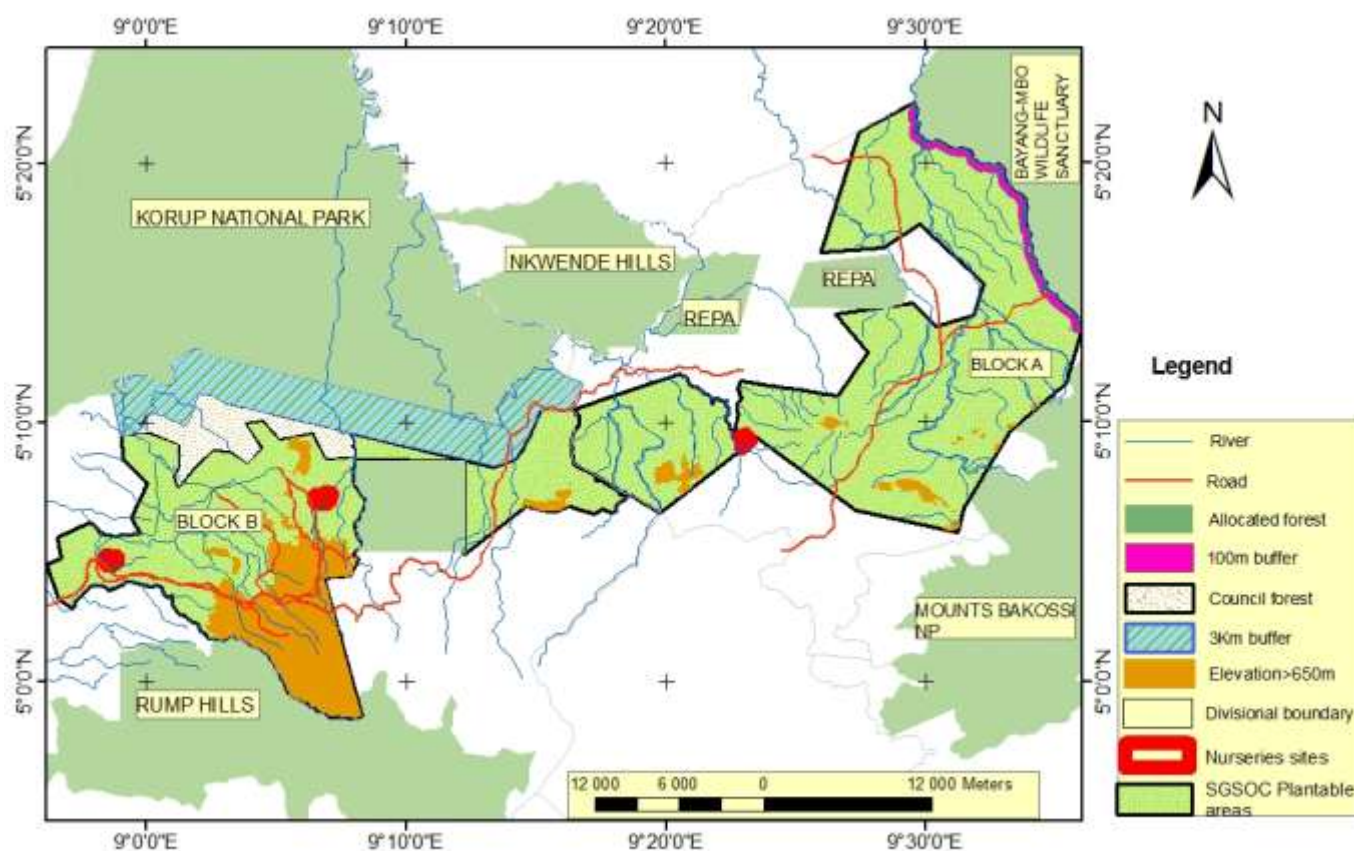 9°0'0"E
9°10'0"E
9°20'0"E
9°30'0"E
5°20'0"N
5°10'0"N
5°0'0"N
BAYANG-MBO
WILDLIFE
SANCTUARY
KORUP NATIONAL PARK
NKWENDE HILLS
REPA
REPA
BLOCK A
BLOCK B
MOUNTS BAKOSSI
NP
RUMP HILLS
5°20'0"N
5°10'0"N
5°0'0"N
12 000 6 000 0 12 000 Meters
9°0'0"E
9°10'0"E
9°20'0"E
9°30'0"E
N
Legend
River
Road
Allocated forest
100m buffer
Council forest
3Km buffer
Elevation>650m
Divisional boundary
Nurseries sites
SGSOC Plantable
areas